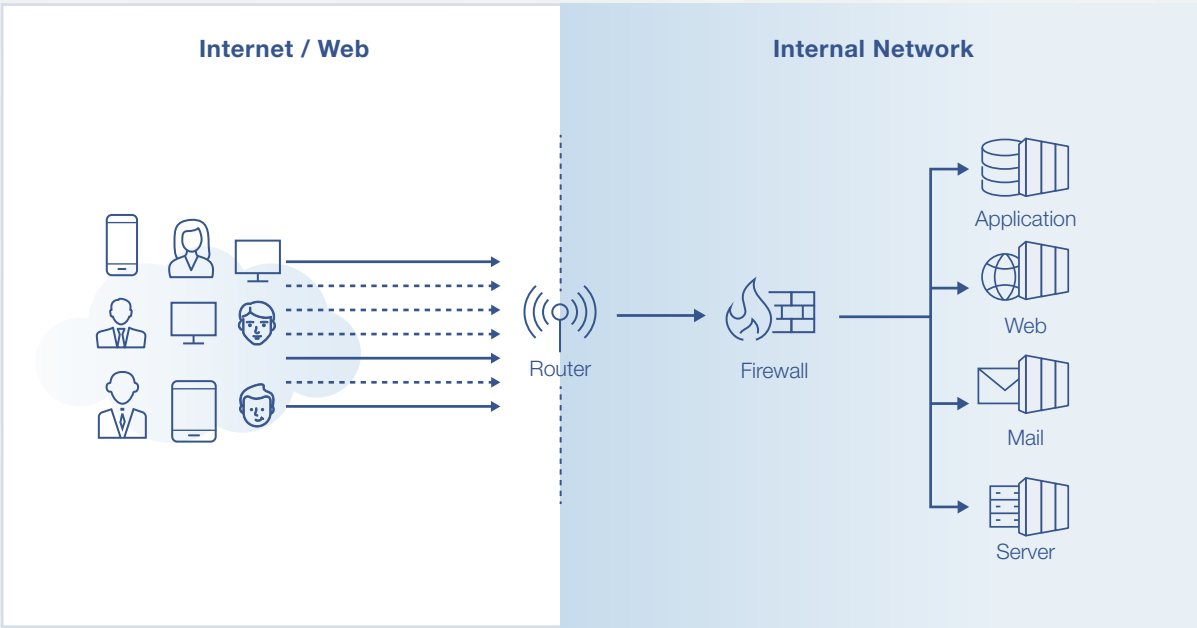 Internet / Web
Internal Network
Router
Firewall
Application
Web
Mail
Server